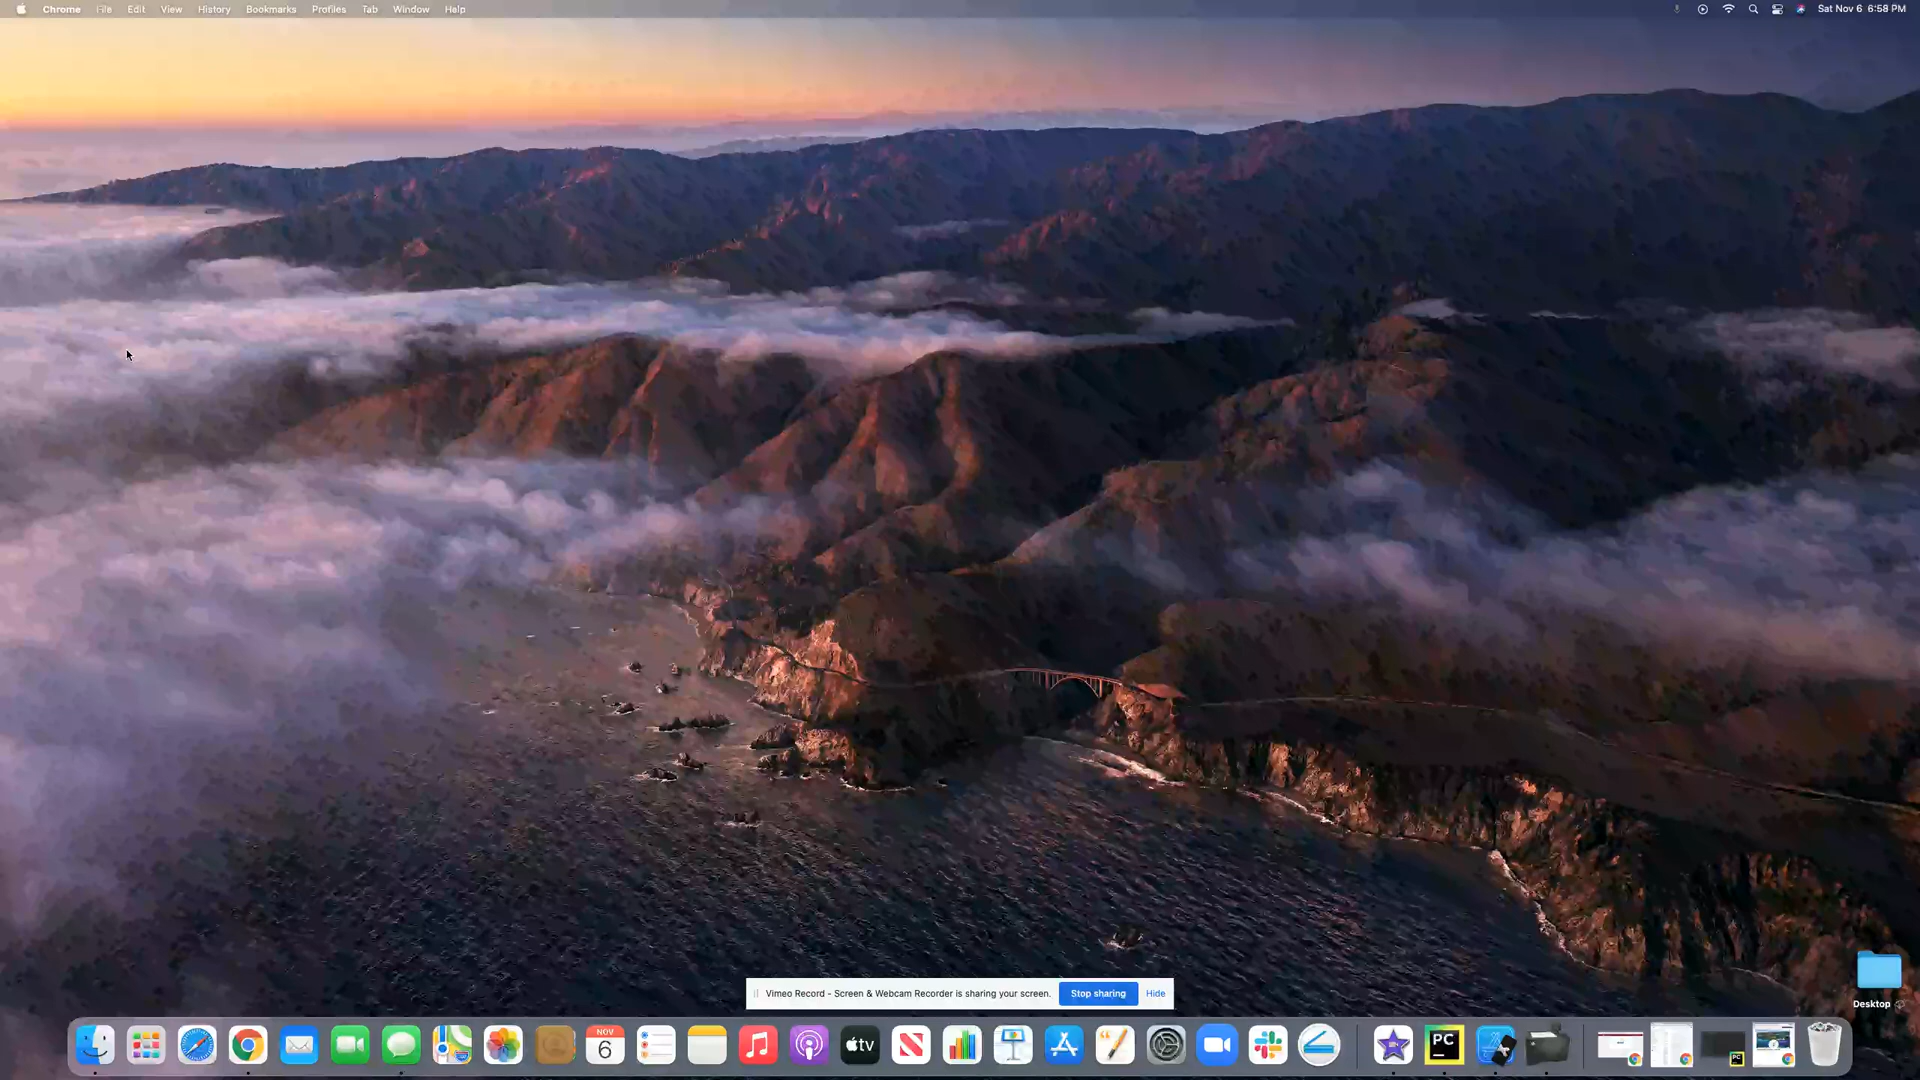 Chrome File Edit View History Bookmarks Profiles Tab Window Help
Sat Nov 6 6:58 PM
Vimeo Record - Screen & Webcam Recorder is sharing your screen. Stop sharing Hide
Desktop
NOV
6
tv
PC